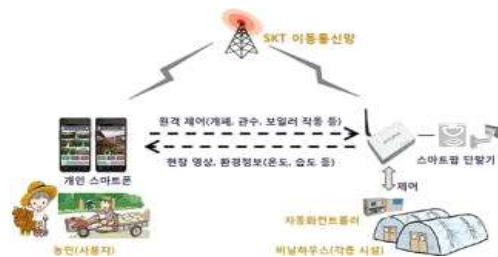 SKT 이동통신망
원격 제어(개폐, 관수, 보일러 작동 등)
현장 영상, 환경정보(온도, 습도 등)
개인 스마트폰
스마트팜 단말기
제어
자동화컨트롤러
농민(사용자)
비닐하우스(각종 시설)